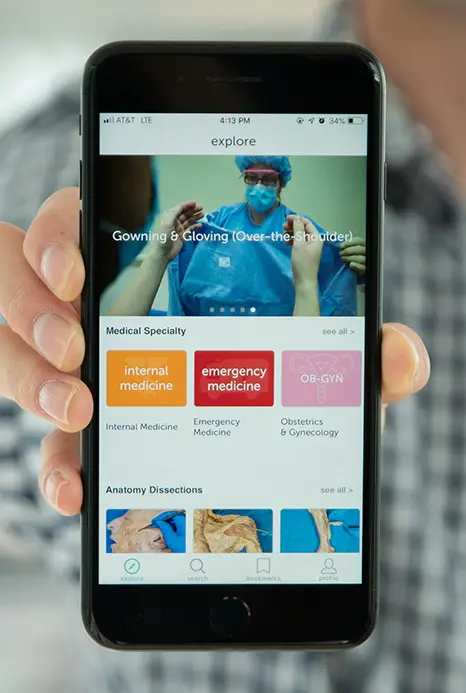 AT&T LTE 4:13 PM 34%
explore
Gowning & Gloving (Over-the-Shoulder)
Medical Specialty see all >
internal
medicine
emergency
medicine
OB-GYN
Internal Medicine
Emergency
Medicine
Obstetrics
& Gynecology
Anatomy Dissections see all >
explore search bookmarks profile